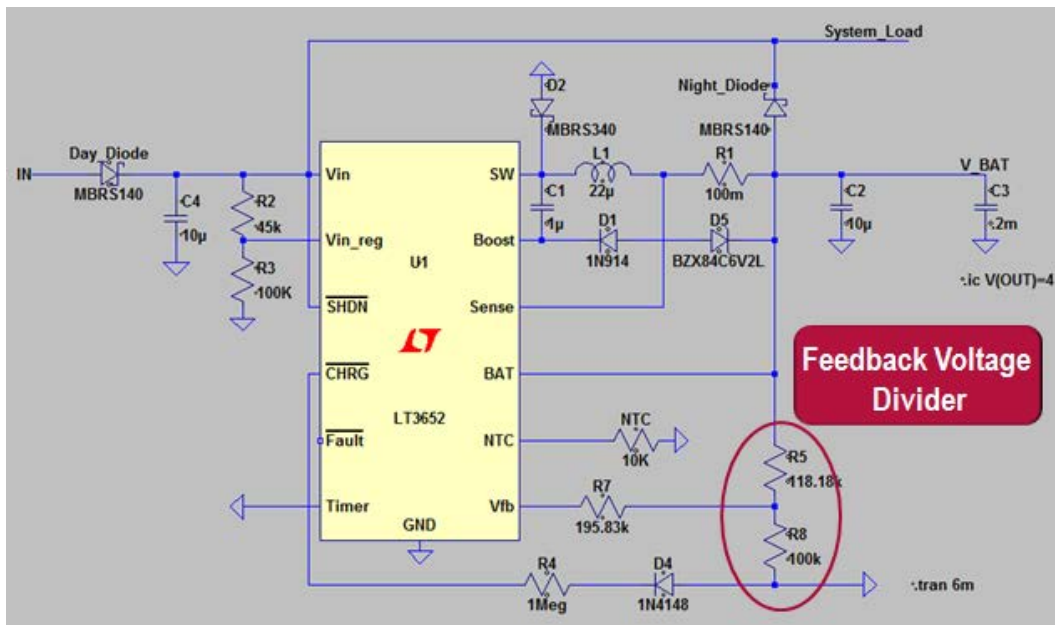 System_Load
D2
Night_Diode
MBRS340
MBRS140
Day_Diode
IN
MBRS140
C4
10µ
R2
45k
R3
100K
Vin
Vin_reg
SHDN
CHRG
Fault
Timer
U1
LT3652
GND
SW
Boost
Sense
BAT
NTC
Vfb
L1
22µ
C1
1µ
R1
100m
D1
1N914
D5
BZX84C6V2L
V_BAT
C2
10µ
C3
.2m
.ic V(OUT)=4
Feedback Voltage
Divider
NTC
10K
R7
195.83k
R5
118.18k
R8
100k
R4
1Meg
D4
1N4148
.tran 6m